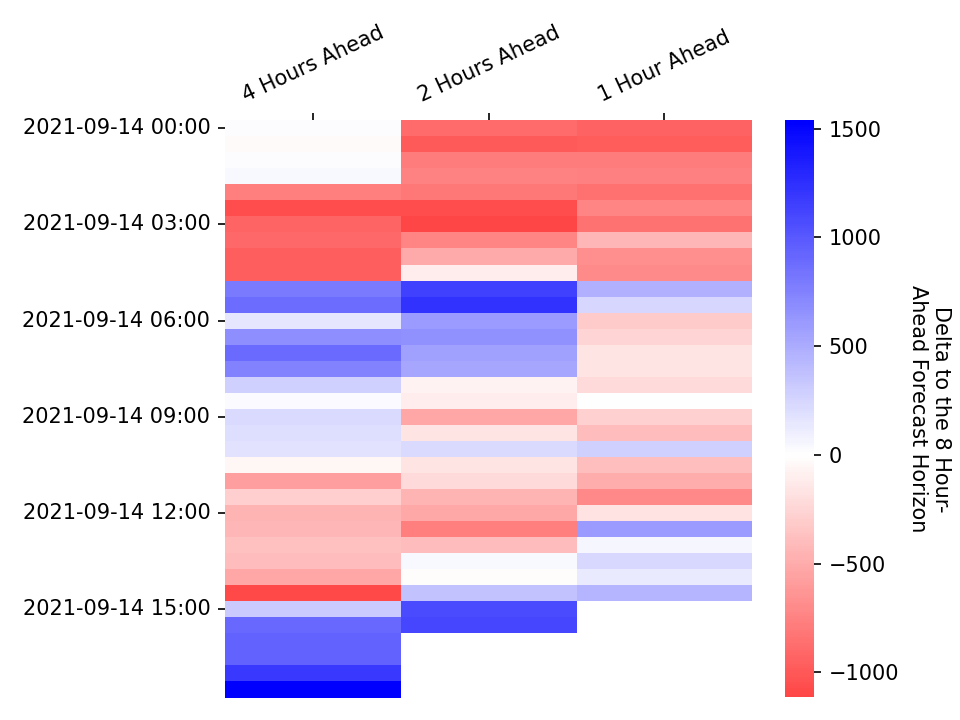 4 Hours Ahead
2 Hours Ahead
1 Hour Ahead
2021-09-14 00:00
2021-09-14 03:00
2021-09-14 06:00
2021-09-14 09:00
2021-09-14 12:00
2021-09-14 15:00
1500
1000
500
0
−500
−1000
Delta to the 8 Hour-
Ahead Forecast Horizon